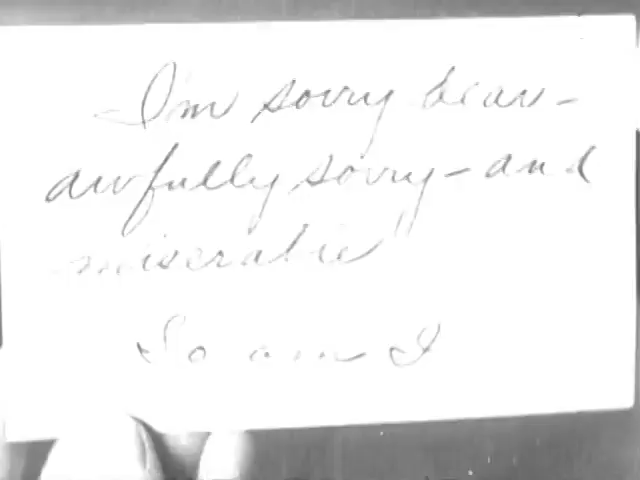 I'm sorry dear -
awfully sorry - and
miserable"
So am I